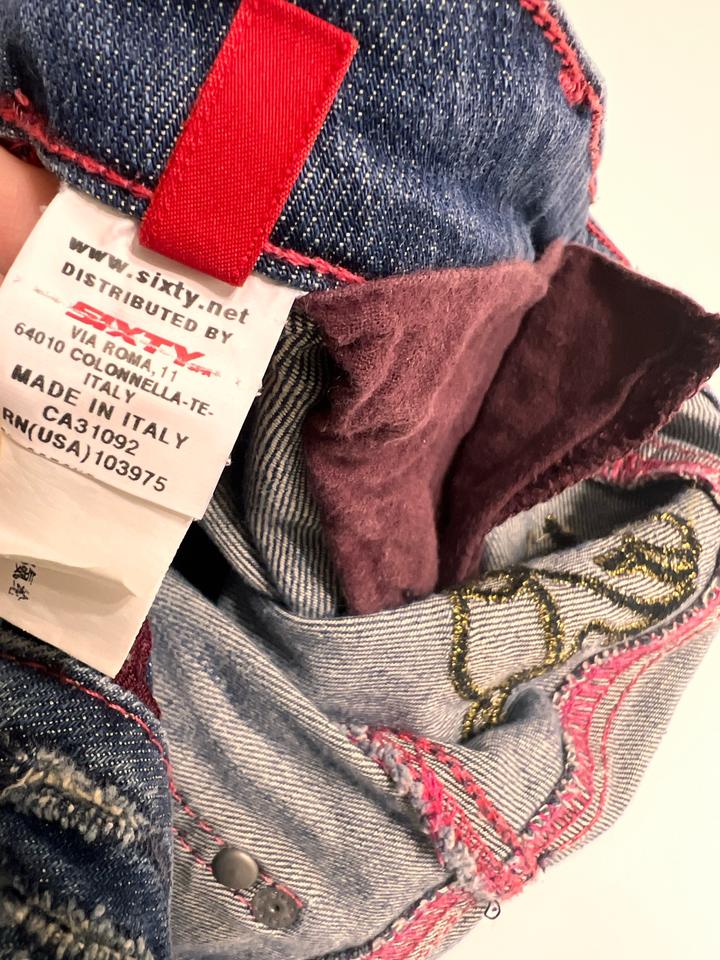 www.sixty.net
DISTRIBUTED BY
SIXTY
VIA ROMA,11
64010 COLONNELLA-TE-
ITALY
MADE IN ITALY
CA31092
RN(USA)103975